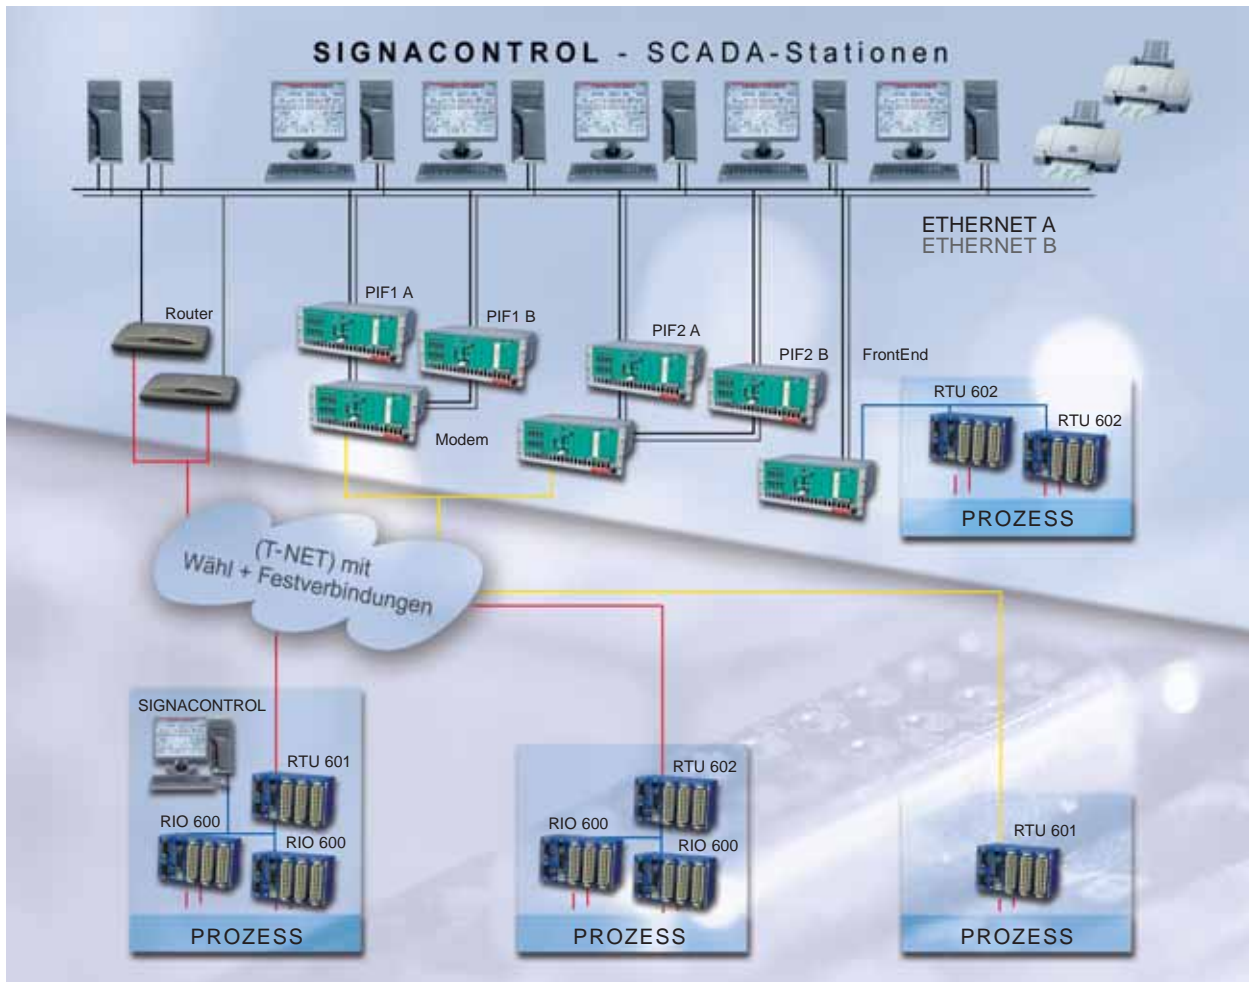 SIGNACONTROL - SCADA-Stationen
ETHERNET A
ETHERNET B
Router
PIF1 A
PIF1 B
PIF2 A
PIF2 B
FrontEnd
Modem
RTU 602
RTU 602
PROZESS
(T-NET) mit
Wähl + Festverbindungen
SIGNACONTROL
RTU 601
RIO 600
RIO 600
PROZESS
RTU 602
RIO 600
RIO 600
PROZESS
RTU 601
PROZESS